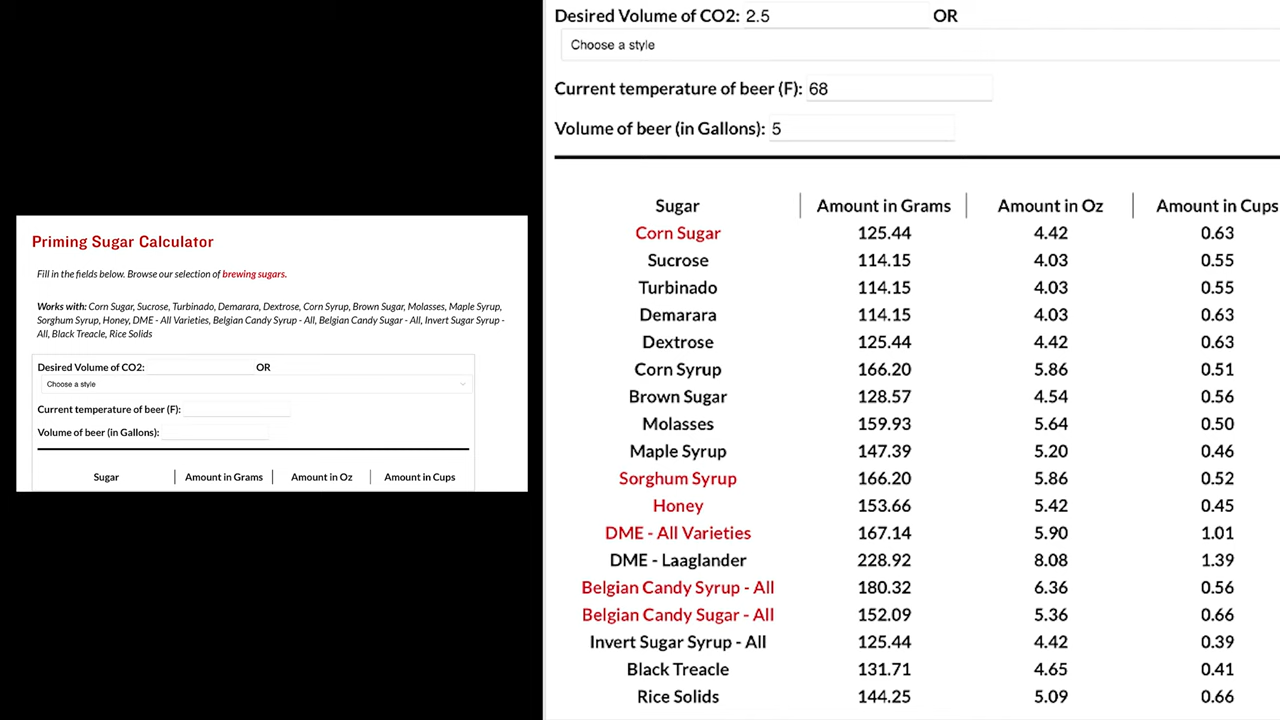 Priming Sugar Calculator
Fill in the fields below. Browse our selection of brewing sugars.
Works with: Corn Sugar, Sucrose, Turbinado, Demarara, Dextrose, Corn Syrup, Brown Sugar, Molasses, Maple Syrup,
Sorghum Syrup, Honey, DME - All Varieties, Belgian Candy Syrup - All, Belgian Candy Sugar - All, Invert Sugar Syrup -
All, Black Treacle, Rice Solids
Desired Volume of CO2: OR
Choose a style
Current temperature of beer (F):
Volume of beer (in Gallons):
Sugar Amount in Grams Amount in Oz Amount in Cups
Desired Volume of CO2: 2.5 OR
Choose a style
Current temperature of beer (F): 68
Volume of beer (in Gallons): 5
Sugar Amount in Grams Amount in Oz Amount in Cups
Corn Sugar 125.44 4.42 0.63
Sucrose 114.15 4.03 0.55
Turbinado 114.15 4.03 0.55
Demarara 114.15 4.03 0.63
Dextrose 125.44 4.42 0.63
Corn Syrup 166.20 5.86 0.51
Brown Sugar 128.57 4.54 0.56
Molasses 159.93 5.64 0.50
Maple Syrup 147.39 5.20 0.46
Sorghum Syrup 166.20 5.86 0.52
Honey 153.66 5.42 0.45
DME - All Varieties 167.14 5.90 1.01
DME - Laaglander 228.92 8.08 1.39
Belgian Candy Syrup - All 180.32 6.36 0.56
Belgian Candy Sugar - All 152.09 5.36 0.66
Invert Sugar Syrup - All 125.44 4.42 0.39
Black Treacle 131.71 4.65 0.41
Rice Solids 144.25 5.09 0.66